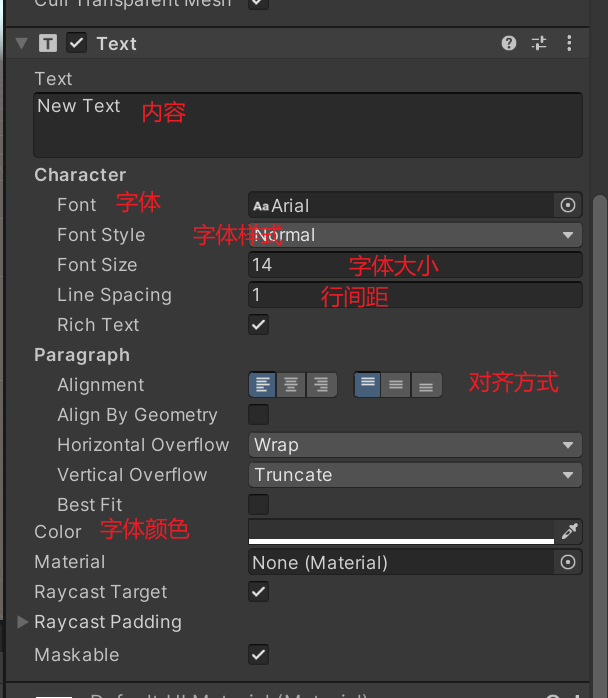 Cull Transparent Mesh
Text
Text
New Text 内容
Character
Font 字体 Aa Arial
Font Style 字体样式 Normal
Font Size 14 字体大小
Line Spacing 1 行间距
Rich Text
Paragraph
Alignment 对齐方式
Align By Geometry
Horizontal Overflow Wrap
Vertical Overflow Truncate
Best Fit
Color 字体颜色
Material None (Material)
Raycast Target
Raycast Padding
Maskable
Default UI Material (Material)